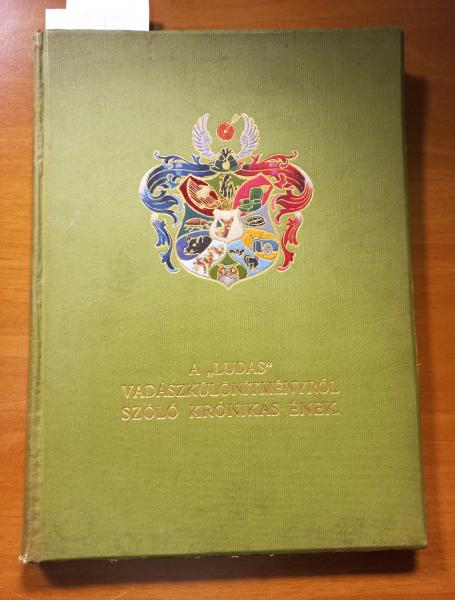 A „LUDAS“
VADÁSZKÜLÖNÍTMÉNYRŐL
SZÓLÓ KRÓNIKÁS ÉNEK.